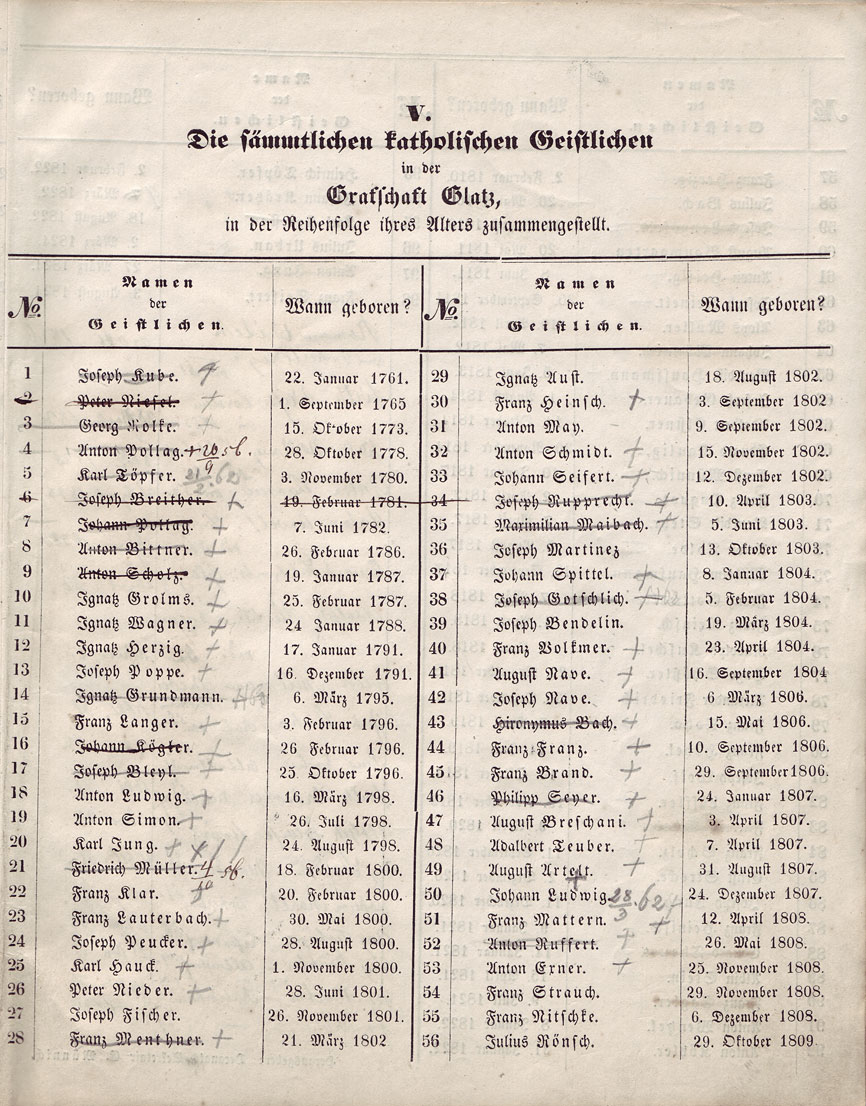 V.
Die sämmtlichen katholischen Geistlichen
in der
Grafschaft Glatz,
in der Reihenfolge ihres Alters zusammengestellt.
No. Namen der Geistlichen. Wann geboren?
1 Joseph Kube. 22. Januar 1761.
2 Peter Niesel. + 1. September 1765
3 Georg Rolke. + 15. Oktober 1773.
4 Anton Pollag. + 20/9 56. 28. Oktober 1778.
5 Karl Töpfer. 3. November 1780.
6 Joseph Breither. + 19. Februar 1781.
7 Johann Pollag. + 7. Juni 1782.
8 Anton Bittner. + 26. Februar 1786.
9 Anton Scholz. + 19. Januar 1787.
10 Ignatz Grolms. + 25. Februar 1787.
11 Ignatz Wagner. + 24 Januar 1788.
12 Ignatz Herzig. + 17. Januar 1791.
13 Joseph Poppe. + 16. Dezember 1791.
14 Ignatz Grundmann. 6. März 1795.
15 Franz Langer. + 3. Februar 1796.
16 Johann Kögler. + 26 Februar 1796.
17 Joseph Bleyl. + 25 Oktober 1796.
18 Anton Ludwig. + 16. März 1798.
19 Anton Simon. + 26. Juli 1798.
20 Karl Jung. + 24. August 1798.
21 Friedrich Müller. 4/10 56. 18. Februar 1800.
22 Franz Klar. + 20. Februar 1800.
23 Franz Lauterbach. + 30. Mai 1800.
24 Joseph Peucker. + 28. August 1800.
25 Karl Hauck. + 1. November 1800.
26 Peter Nieder. + 28. Juni 1801.
27 Joseph Fischer. 26. November 1801.
28 Franz Menthner. + 21. März 1802
No. Namen der Geistlichen. Wann geboren?
29 Ignatz Aust. 18. August 1802.
30 Franz Heinsch. + 3. September 1802
31 Anton May. 9. September 1802.
32 Anton Schmidt. + 15. November 1802.
33 Johann Seifert. + 12. Dezember 1802.
34 Joseph Rupprecht. + 10. April 1803.
35 Maximilian Maibach. + 5. Juni 1803.
36 Joseph Martinez 13. Oktober 1803.
37 Johann Spittel. + 8. Januar 1804.
38 Joseph Gotschlich. + 5. Februar 1804.
39 Joseph Bendelin. 19. März 1804.
40 Franz Volkmer. + 23. April 1804.
41 August Nave. + 16. September 1804
42 Joseph Nave. + 6 März 1806.
43 Hironymus Bach. + 15. Mai 1806.
44 Franz Franz. + 10. September 1806.
45 Franz Brand. + 29. September 1806.
46 Philipp Seyer. + 24. Januar 1807.
47 August Breschani. + 3. April 1807.
48 Adalbert Teuber. + 7. April 1807.
49 August Artelt. + 31. August 1807.
50 Johann Ludwig. 28/3 62 + 24. Dezember 1807.
51 Franz Mattern. + 12. April 1808.
52 Anton Ruffert. + 26. Mai 1808.
53 Anton Exner. + 25. November 1808.
54 Franz Strauch. 29. November 1808.
55 Franz Nitschke. 6. Dezember 1808.
56 Julius Rönsch. 29. Oktober 1809.